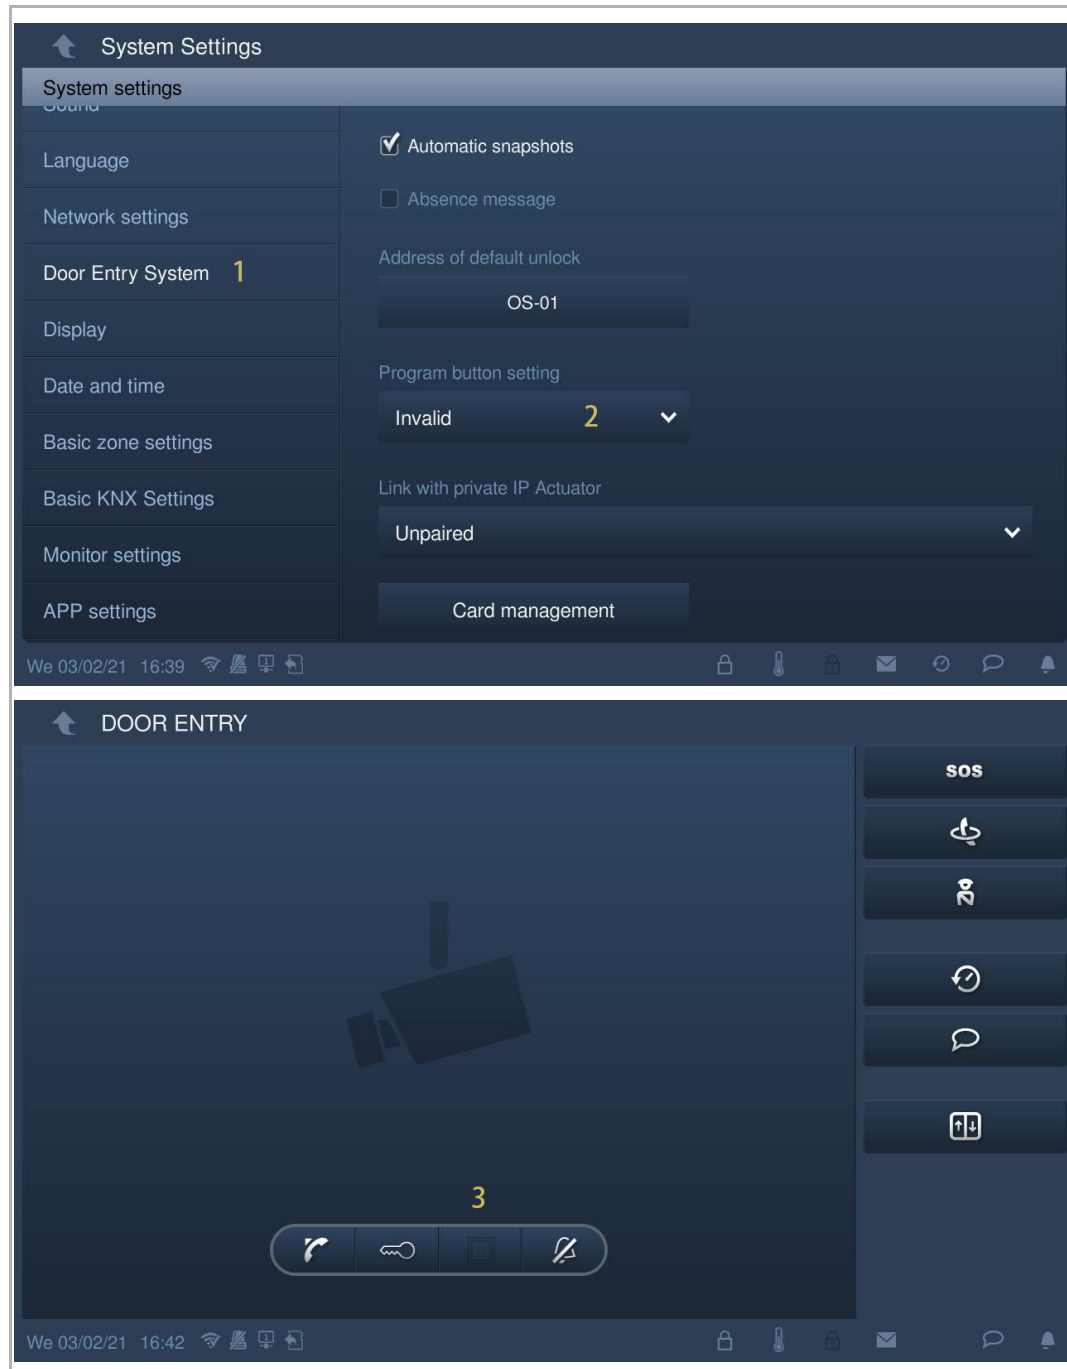 System Settings
System settings
Sound
Language
Network settings
Door Entry System 1
Display
Date and time
Basic zone settings
Basic KNX Settings
Monitor settings
APP settings
Automatic snapshots
Absence message
Address of default unlock
OS-01
Program button setting
Invalid 2
Link with private IP Actuator
Unpaired
Card management
We 03/02/21 16:39
DOOR ENTRY
sos
3
We 03/02/21 16:42